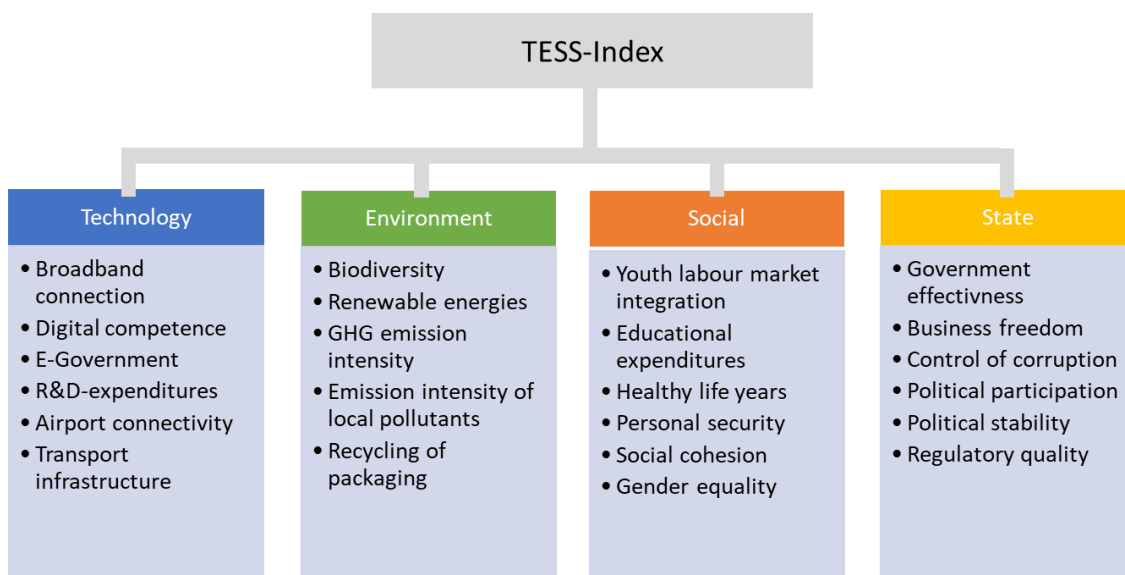 TESS-Index
Technology
• Broadband
connection
• Digital competence
• E-Government
• R&D-expenditures
• Airport connectivity
• Transport
infrastructure
Environment
• Biodiversity
• Renewable energies
• GHG emission
intensity
• Emission intensity of
local pollutants
• Recycling of
packaging
Social
• Youth labour market
integration
• Educational
expenditures
• Healthy life years
• Personal security
• Social cohesion
• Gender equality
State
• Government
effectivness
• Business freedom
• Control of corruption
• Political participation
• Political stability
• Regulatory quality